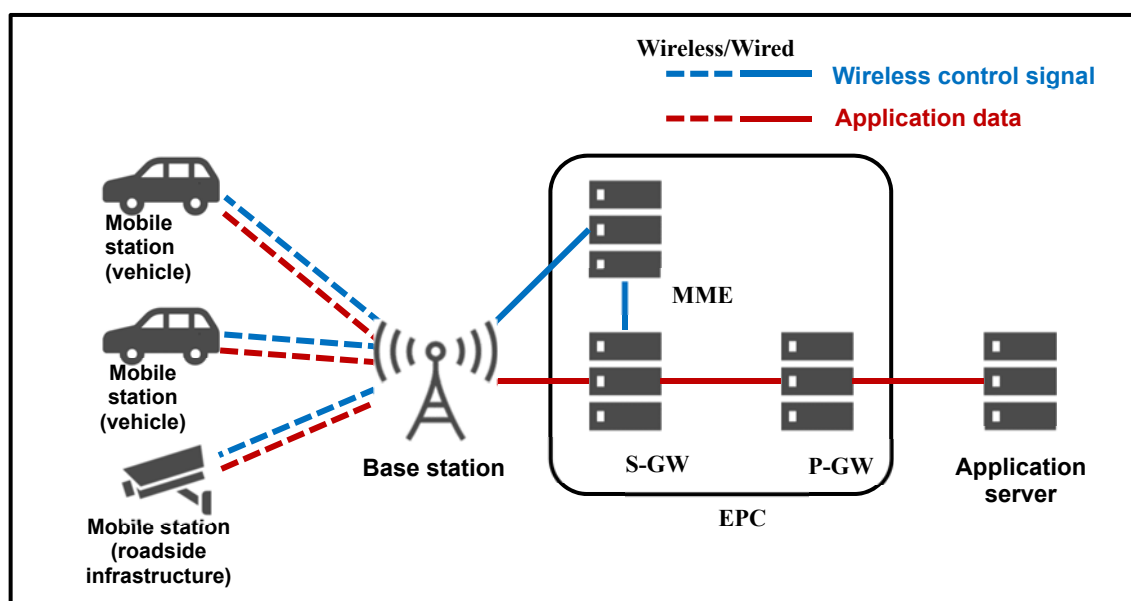 Wireless/Wired
Wireless control signal
Application data
Mobile
station
(vehicle)
MME
Mobile
station
(vehicle)
Base station
S-GW
P-GW
Application
server
EPC
Mobile station
(roadside
infrastructure)